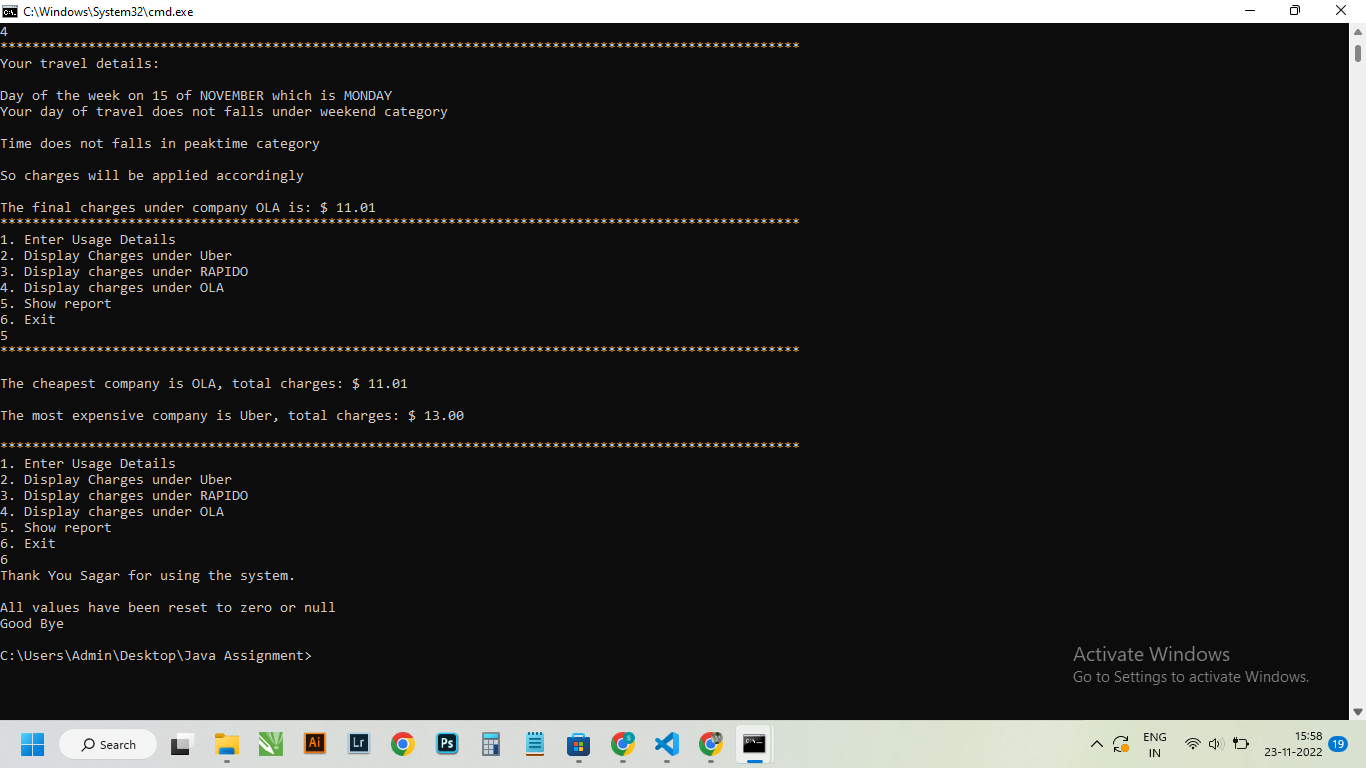 C:\Windows\System32\cmd.exe
4
****************************************************************************************************
Your travel details:
Day of the week on 15 of NOVEMBER which is MONDAY
Your day of travel does not falls under weekend category
Time does not falls in peaktime category
So charges will be applied accordingly
The final charges under company OLA is: $ 11.01
****************************************************************************************************
1. Enter Usage Details
2. Display Charges under Uber
3. Display charges under RAPIDO
4. Display charges under OLA
5. Show report
6. Exit
5
****************************************************************************************************
The cheapest company is OLA, total charges: $ 11.01
The most expensive company is Uber, total charges: $ 13.00
****************************************************************************************************
1. Enter Usage Details
2. Display Charges under Uber
3. Display charges under RAPIDO
4. Display charges under OLA
5. Show report
6. Exit
6
Thank You Sagar for using the system.
All values have been reset to zero or null
Good Bye
C:\Users\Admin\Desktop\Java Assignment>
Activate Windows
Go to Settings to activate Windows.
Search
Ai
Lr
Ps
ENG
IN
15:58
23-11-2022
19